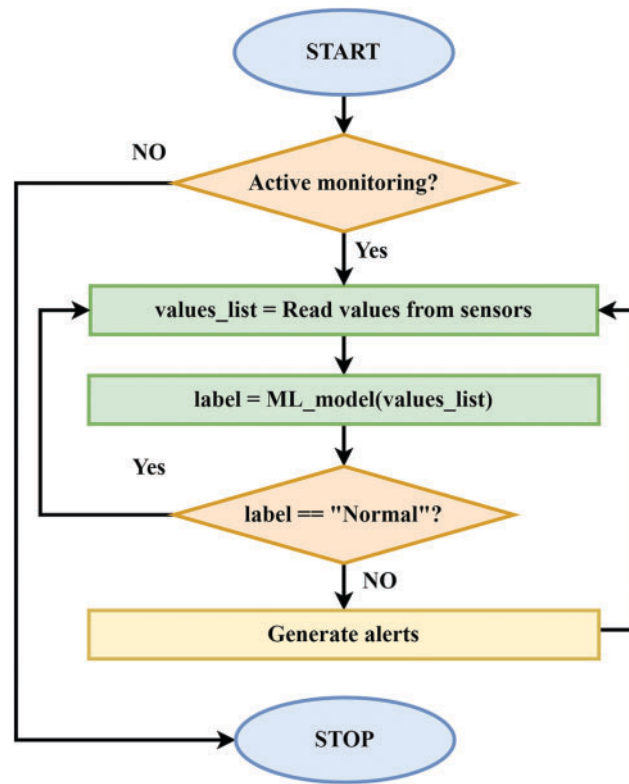 START
NO
Active monitoring?
Yes
values_list = Read values from sensors
label = ML_model(values_list)
Yes
label == "Normal"?
NO
Generate alerts
STOP